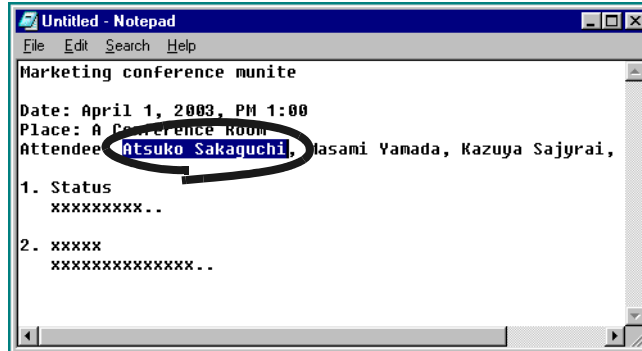 Untitled - Notepad
File Edit Search Help
Marketing conference munite
Date: April 1, 2003, PM 1:00
Place: A Conference Room
Attendee Atsuko Sakaguchi, Masami Yamada, Kazuya Sajyrai,
1. Status
xxxxxxxxx..
2. xxxxx
xxxxxxxxxxxxxx..